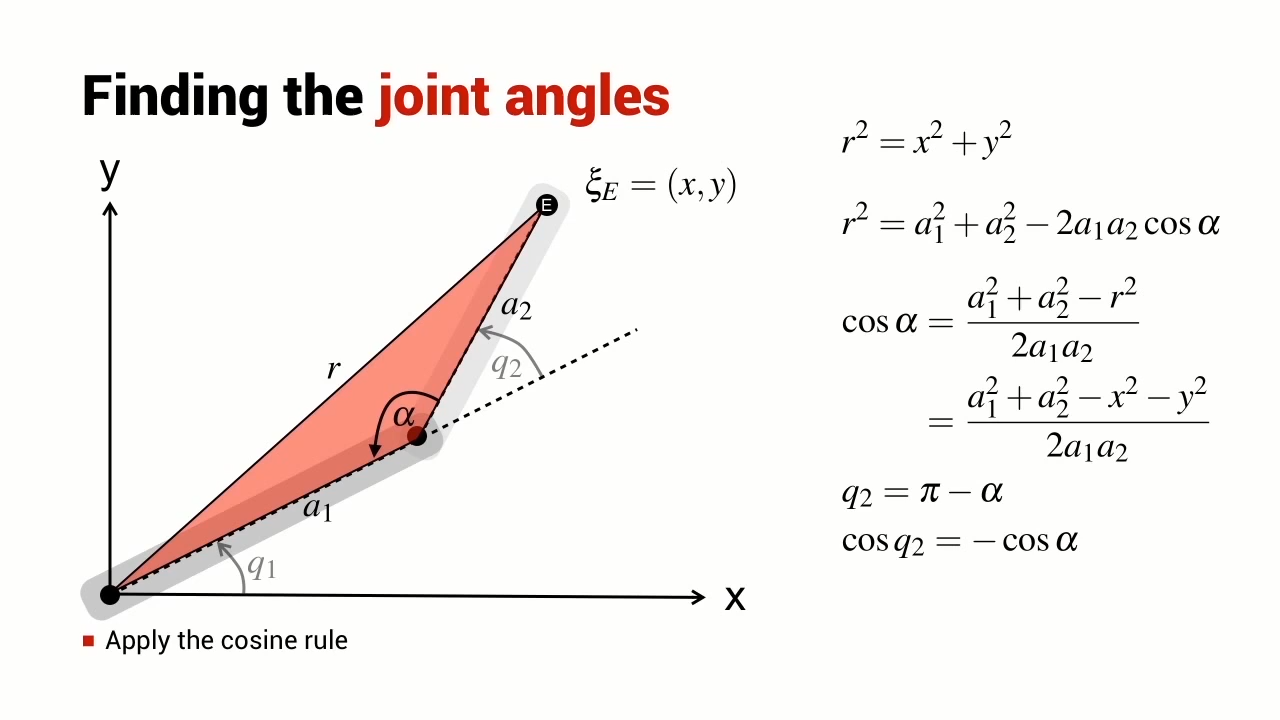 Finding the joint angles
y
ξ_E = (x, y)
E
a₂
q₂
r
α
a₁
q₁
x
Apply the cosine rule
r² = x² + y²
r² = a₁² + a₂² − 2a₁a₂ cos α
cos α = (a₁² + a₂² − r²) / (2a₁a₂)
= (a₁² + a₂² − x² − y²) / (2a₁a₂)
q₂ = π − α
cos q₂ = − cos α